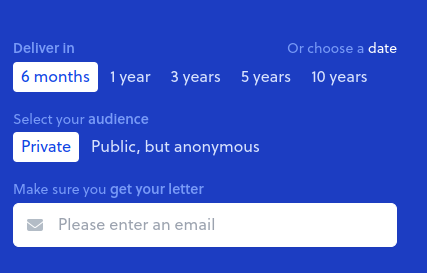 Deliver in Or choose a date
6 months 1 year 3 years 5 years 10 years
Select your audience
Private Public, but anonymous
Make sure you get your letter
Please enter an email